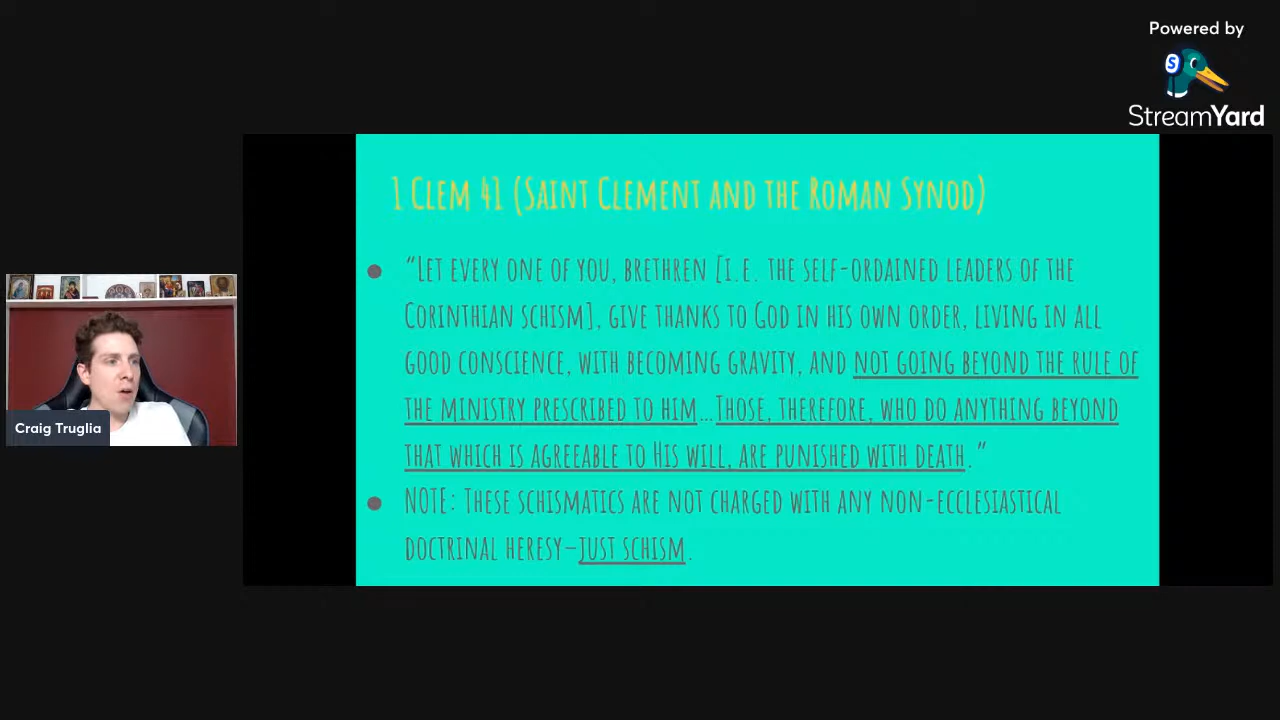 Powered by
StreamYard
1 Clem 41 (Saint Clement and the Roman Synod)
● “Let every one of you, brethren [i.e. the self-ordained leaders of the
Corinthian schism], give thanks to God in his own order, living in all
good conscience, with becoming gravity, and not going beyond the rule of
the ministry prescribed to him…Those, therefore, who do anything beyond
that which is agreeable to His will, are punished with death.”
● NOTE: These schismatics are not charged with any non-ecclesiastical
doctrinal heresy–just schism.
Craig Truglia